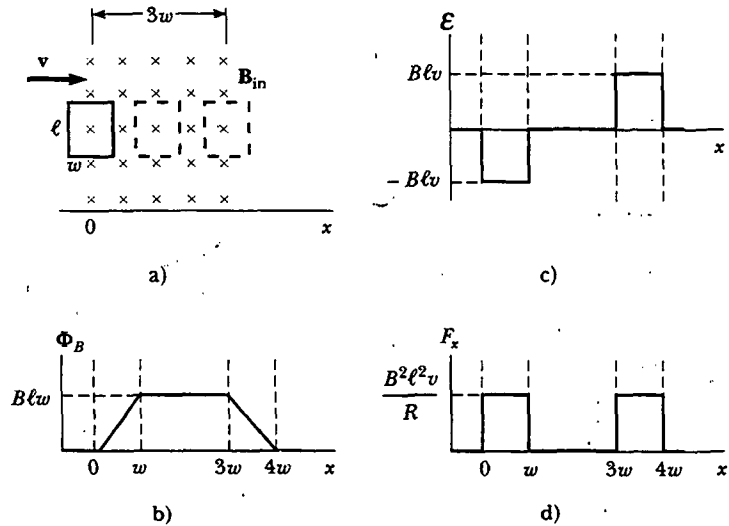 3w
v
B_in
ℓ
w
0 x
a)
Φ_B
Bℓw
0 w 3w 4w x
b)
ℰ
Bℓv
x
− Bℓv
c)
F_x
B²ℓ²v
R
0 w 3w 4w x
d)